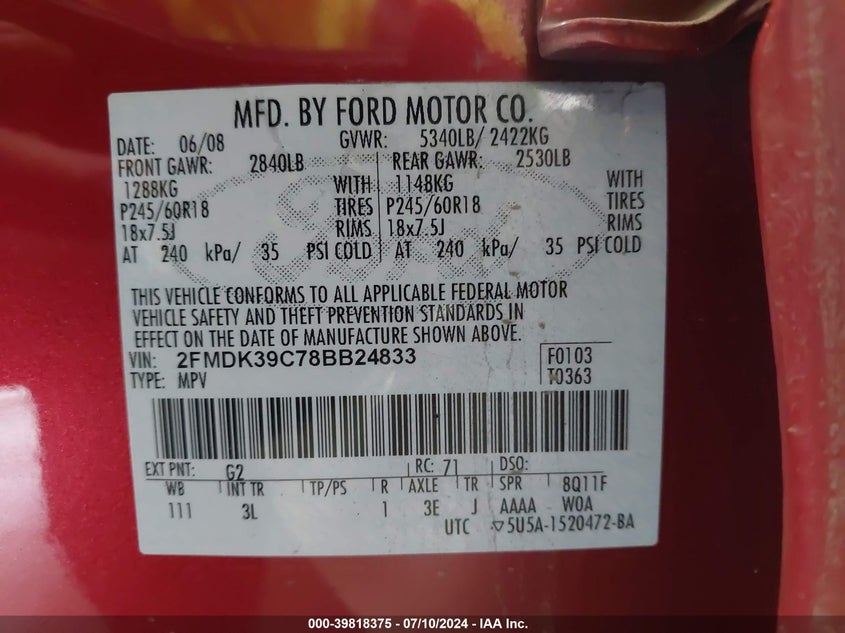 MFD. BY FORD MOTOR CO.
DATE: 06/08 GVWR: 5340LB/ 2422KG
FRONT GAWR: 2840LB REAR GAWR: 2530LB
1288KG WITH 1148KG WITH
P245/60R18 TIRES P245/60R18 TIRES
18x7.5J RIMS 18x7.5J RIMS
AT 240 kPa/ 35 PSI COLD AT 240 kPa/ 35 PSI COLD
THIS VEHICLE CONFORMS TO ALL APPLICABLE FEDERAL MOTOR
VEHICLE SAFETY AND THEFT PREVENTION STANDARDS IN
EFFECT ON THE DATE OF MANUFACTURE SHOWN ABOVE.
VIN: 2FMDK39C78BB24833 F0103
TYPE: MPV T0363
EXT PNT: G2 RC: 71 DSO:
WB INT TR TP/PS R AXLE TR SPR 8Q11F
111 3L 1 3E J AAAA W0A
UTC ▽5U5A-1520472-BA
000-39818375 / 07/10/2024 - IAA Inc.